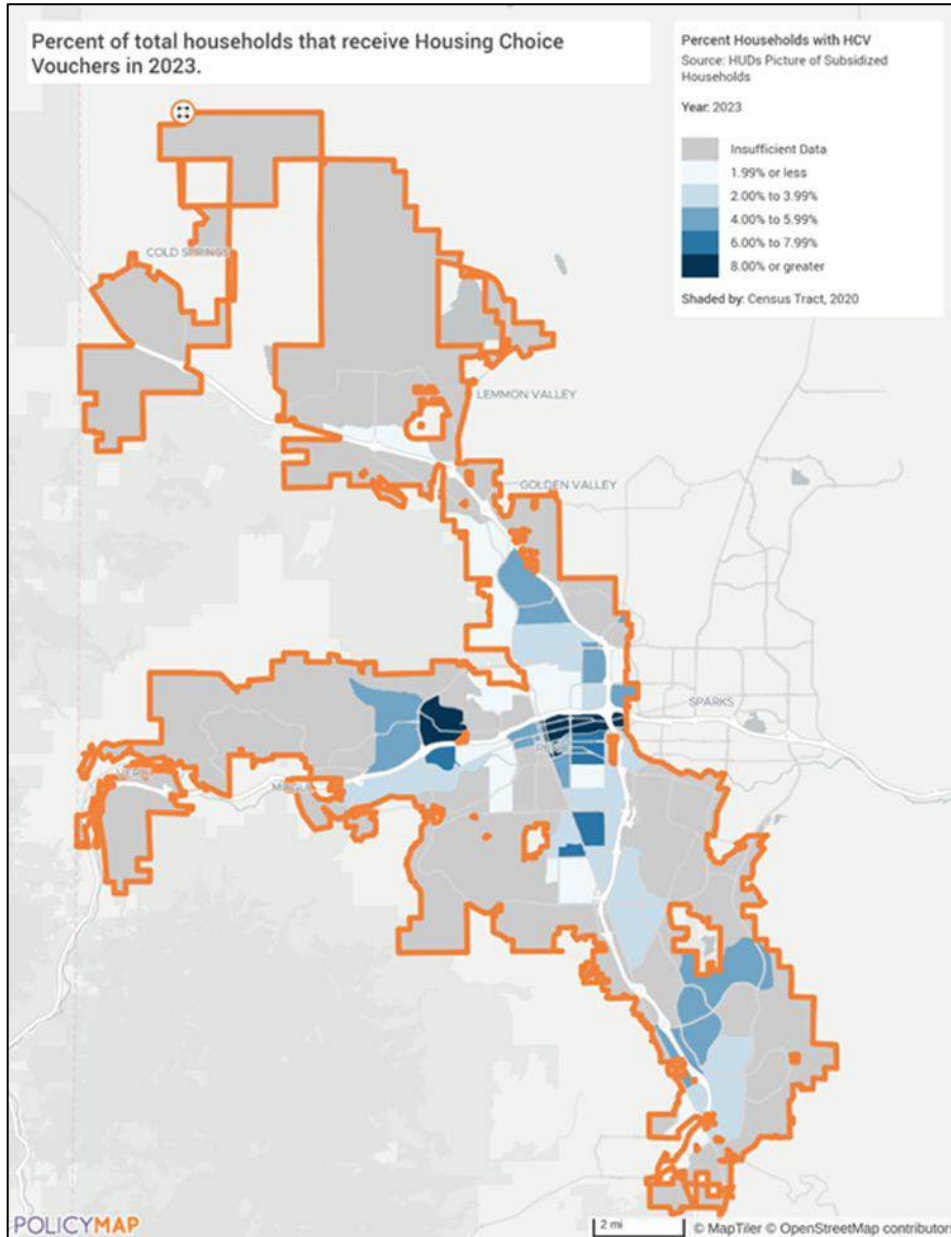 Percent of total households that receive Housing Choice
Vouchers in 2023.
Percent Households with HCV
Source: HUDs Picture of Subsidized
Households
Year: 2023
Insufficient Data
1.99% or less
2.00% to 3.99%
4.00% to 5.99%
6.00% to 7.99%
8.00% or greater
Shaded by: Census Tract, 2020
COLD SPRINGS
LEMMON VALLEY
GOLDEN VALLEY
SPARKS
POLICYMAP
2 mi
© MapTiler © OpenStreetMap contributors